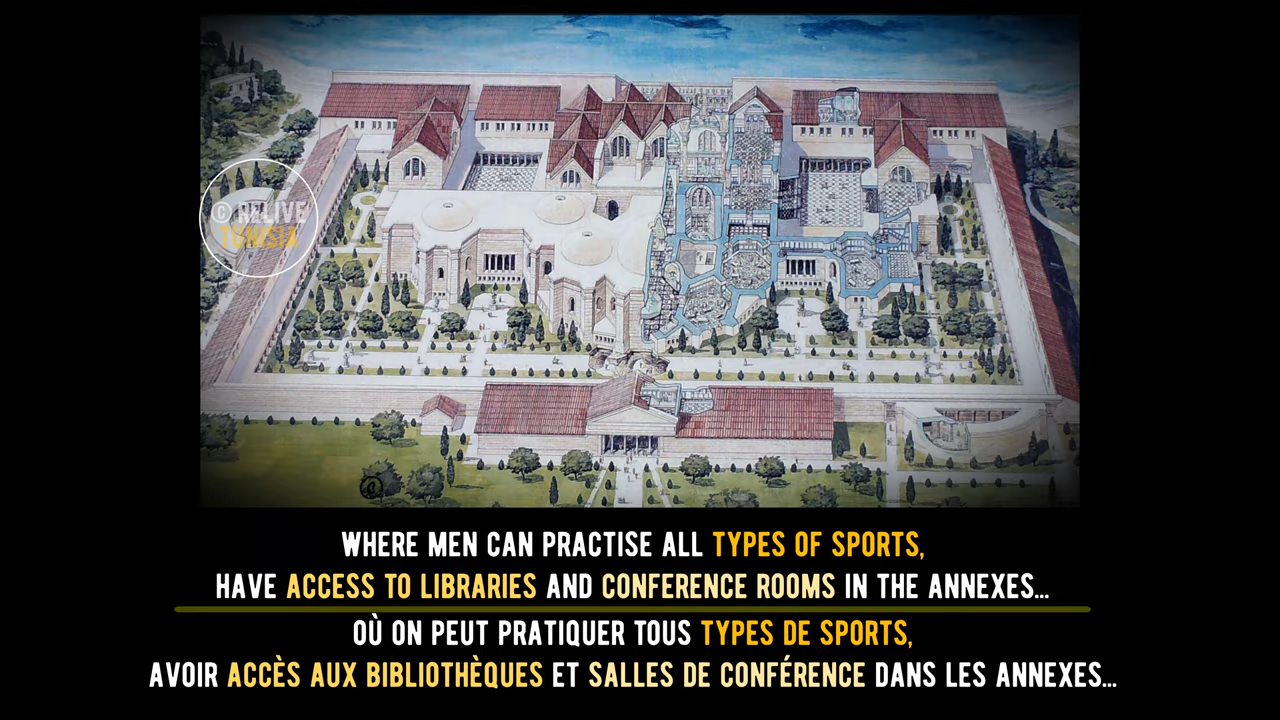 © RELIVE
TUNISIA
WHERE MEN CAN PRACTISE ALL TYPES OF SPORTS,
HAVE ACCESS TO LIBRARIES AND CONFERENCE ROOMS IN THE ANNEXES...
OÙ ON PEUT PRATIQUER TOUS TYPES DE SPORTS,
AVOIR ACCÈS AUX BIBLIOTHÈQUES ET SALLES DE CONFÉRENCE DANS LES ANNEXES...